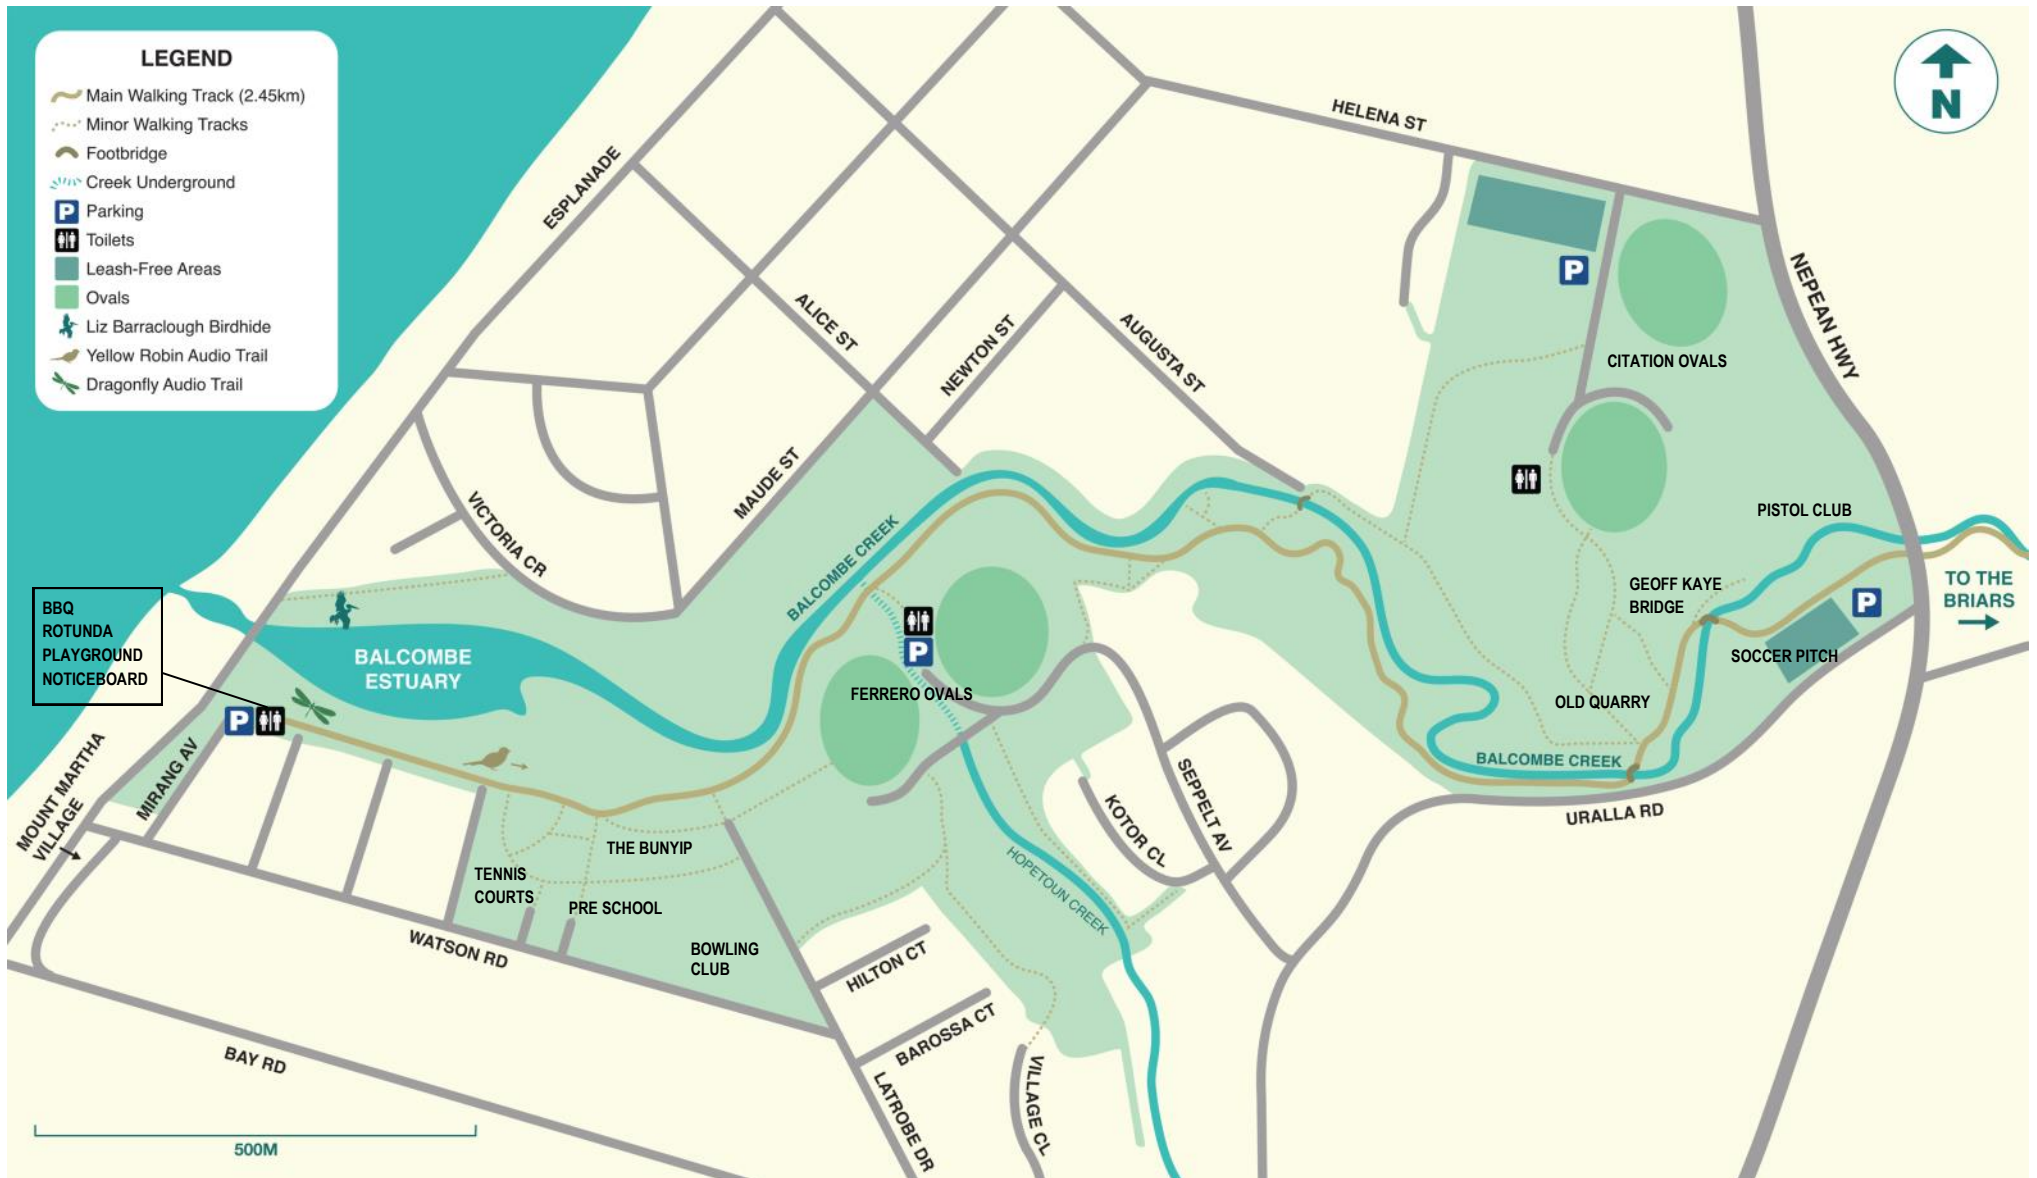 LEGEND
Main Walking Track (2.45km)
Minor Walking Tracks
Footbridge
Creek Underground
P Parking
Toilets
Leash-Free Areas
Ovals
Liz Barraclough Birdhide
Yellow Robin Audio Trail
Dragonfly Audio Trail
N
HELENA ST
ESPLANADE
NEPEAN HWY
P
ALICE ST
NEWTON ST
AUGUSTA ST
CITATION OVALS
MAUDE ST
VICTORIA CR
BALCOMBE CREEK
PISTOL CLUB
GEOFF KAYE
BRIDGE
TO THE
BRIARS
P
SOCCER PITCH
BBQ
ROTUNDA
PLAYGROUND
NOTICEBOARD
BALCOMBE
ESTUARY
P
FERRERO OVALS
OLD QUARRY
P
MIRANG AV
MOUNT MARTHA
VILLAGE
BALCOMBE CREEK
URALLA RD
SEPPELT AV
KOTOR CL
HOPETOUN CREEK
THE BUNYIP
TENNIS
COURTS
PRE SCHOOL
WATSON RD
BOWLING
CLUB
HILTON CT
BAROSSA CT
BAY RD
LATROBE DR
VILLAGE CL
500M